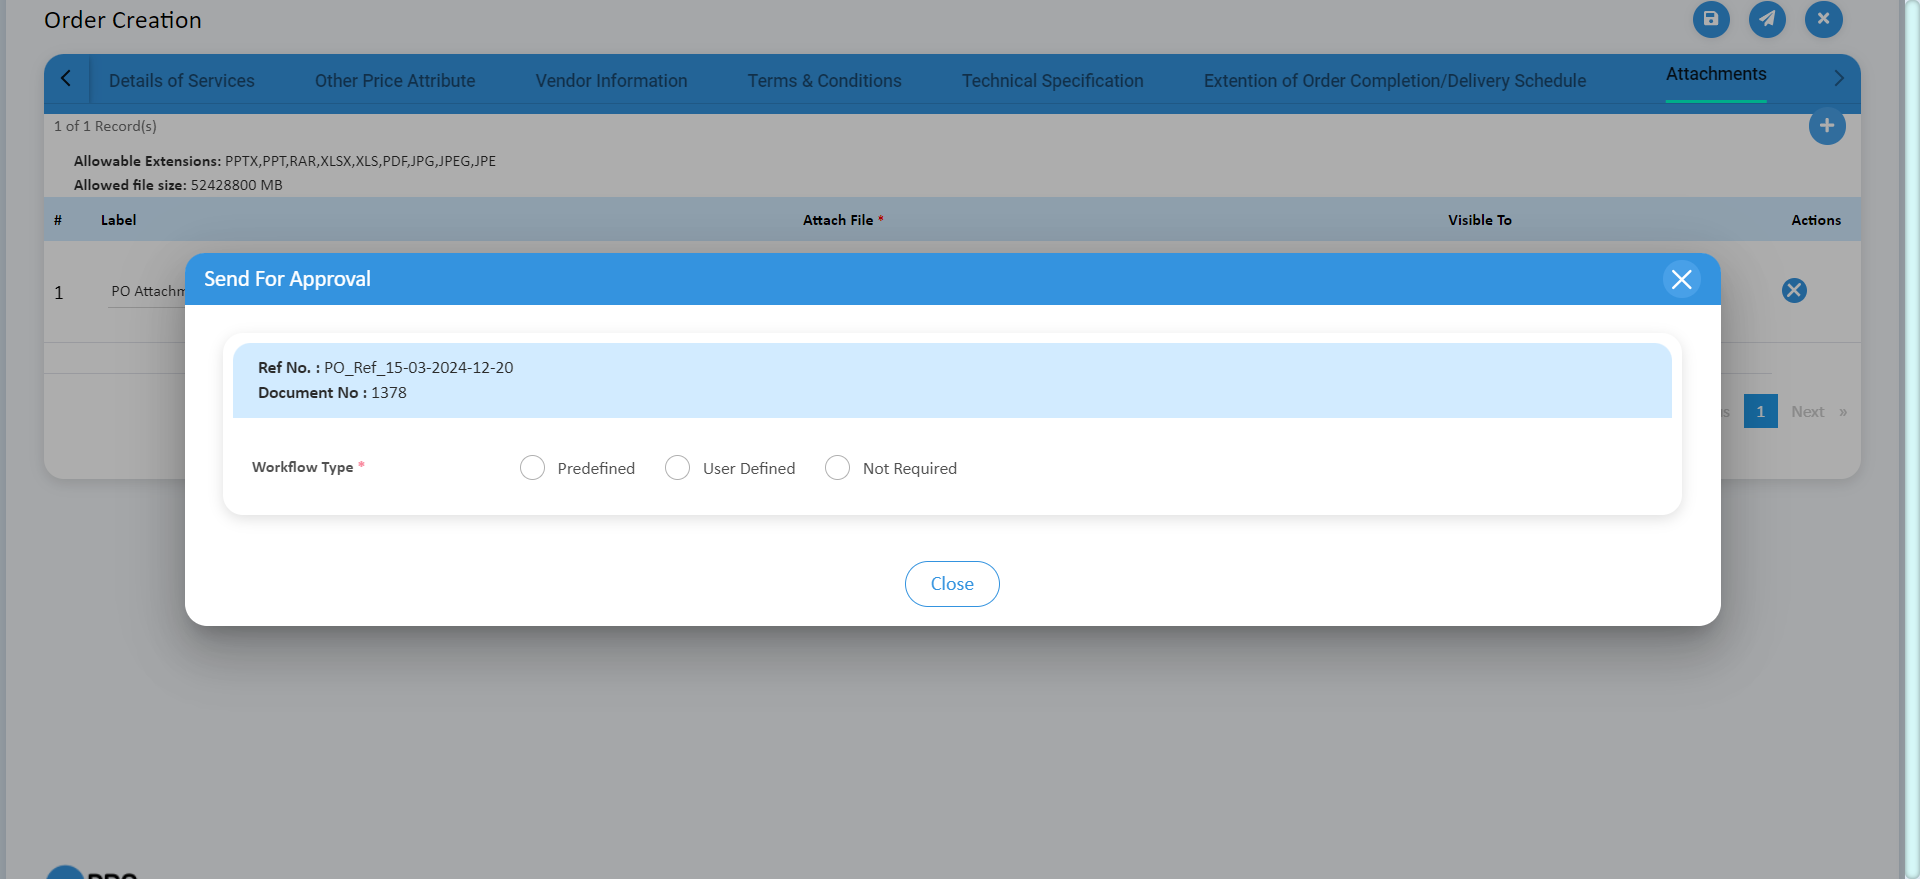 Order Creation
Details of Services
Other Price Attribute
Vendor Information
Terms & Conditions
Technical Specification
Extention of Order Completion/Delivery Schedule
Attachments
1 of 1 Record(s)
Allowable Extensions: PPTX,PPT,RAR,XLSX,XLS,PDF,JPG,JPEG,JPE
Allowed file size: 52428800 MB
# Label Attach File * Visible To Actions
Send For Approval
1 PO Attachm
Ref No. : PO_Ref_15-03-2024-12-20
Document No : 1378
1 Next »
Workflow Type * Predefined User Defined Not Required
Close